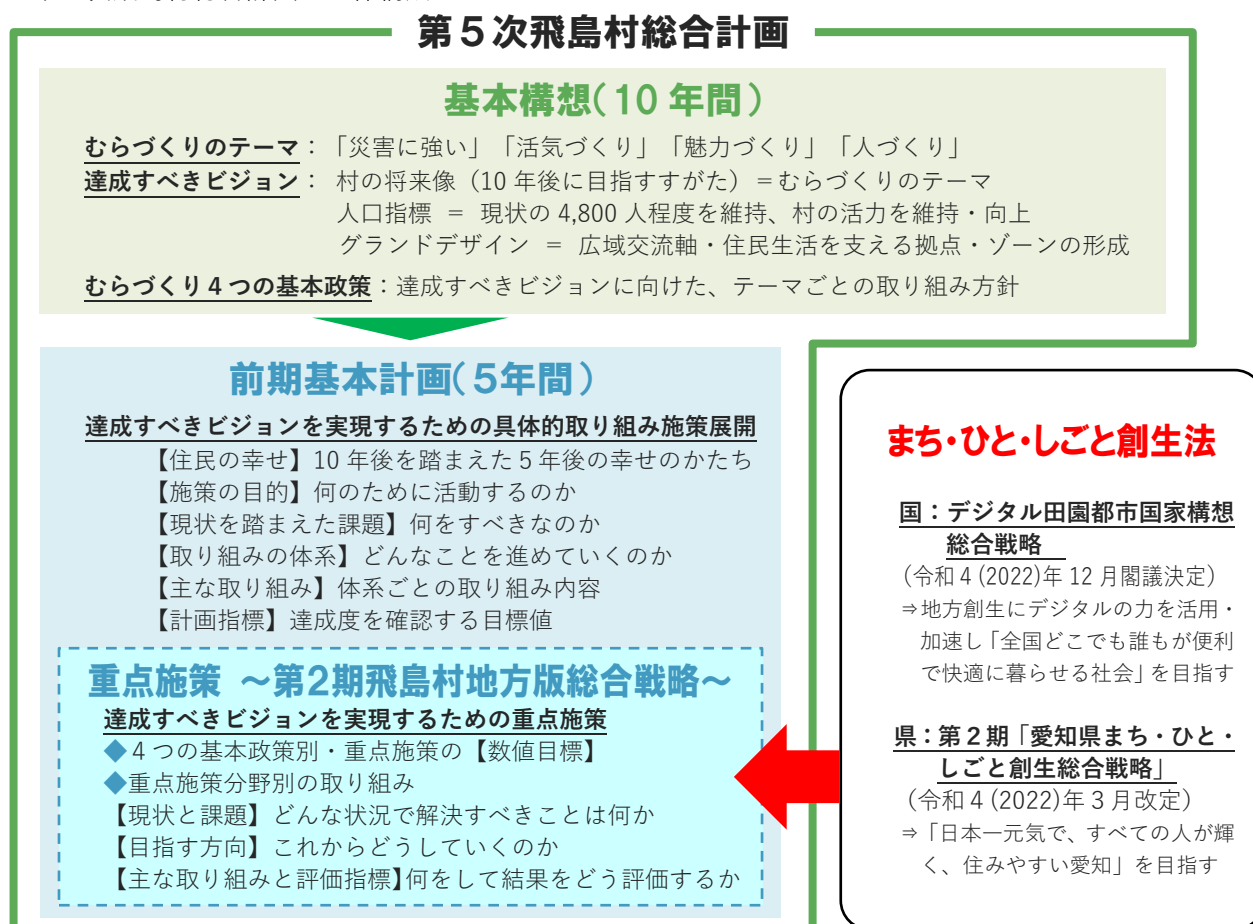 第5次飛島村総合計画
基本構想(10年間)
むらづくりのテーマ：「災害に強い」「活気づくり」「魅力づくり」「人づくり」
達成すべきビジョン： 村の将来像（10年後に目指すすがた）＝むらづくりのテーマ
人口指標 ＝ 現状の4,800人程度を維持、村の活力を維持・向上
グランドデザイン ＝ 広域交流軸・住民生活を支える拠点・ゾーンの形成
むらづくり4つの基本政策：達成すべきビジョンに向けた、テーマごとの取り組み方針
前期基本計画(5年間)
達成すべきビジョンを実現するための具体的取り組み施策展開
【住民の幸せ】10年後を踏まえた5年後の幸せのかたち
【施策の目的】何のために活動するのか
【現状を踏まえた課題】何をすべきなのか
【取り組みの体系】どんなことを進めていくのか
【主な取り組み】体系ごとの取り組み内容
【計画指標】達成度を確認する目標値
重点施策 ～第2期飛島村地方版総合戦略～
達成すべきビジョンを実現するための重点施策
◆4つの基本政策別・重点施策の【数値目標】
◆重点施策分野別の取り組み
【現状と課題】どんな状況で解決すべきことは何か
【目指す方向】これからどうしていくのか
【主な取り組みと評価指標】何をして結果をどう評価するか
まち・ひと・しごと創生法
国：デジタル田園都市国家構想
総合戦略
(令和4(2022)年12月閣議決定)
⇒地方創生にデジタルの力を活用・
加速し「全国どこでも誰もが便利
で快適に暮らせる社会」を目指す
県：第2期「愛知県まち・ひと・
しごと創生総合戦略」
(令和4(2022)年3月改定)
⇒「日本一元気で、すべての人が輝
く、住みやすい愛知」を目指す